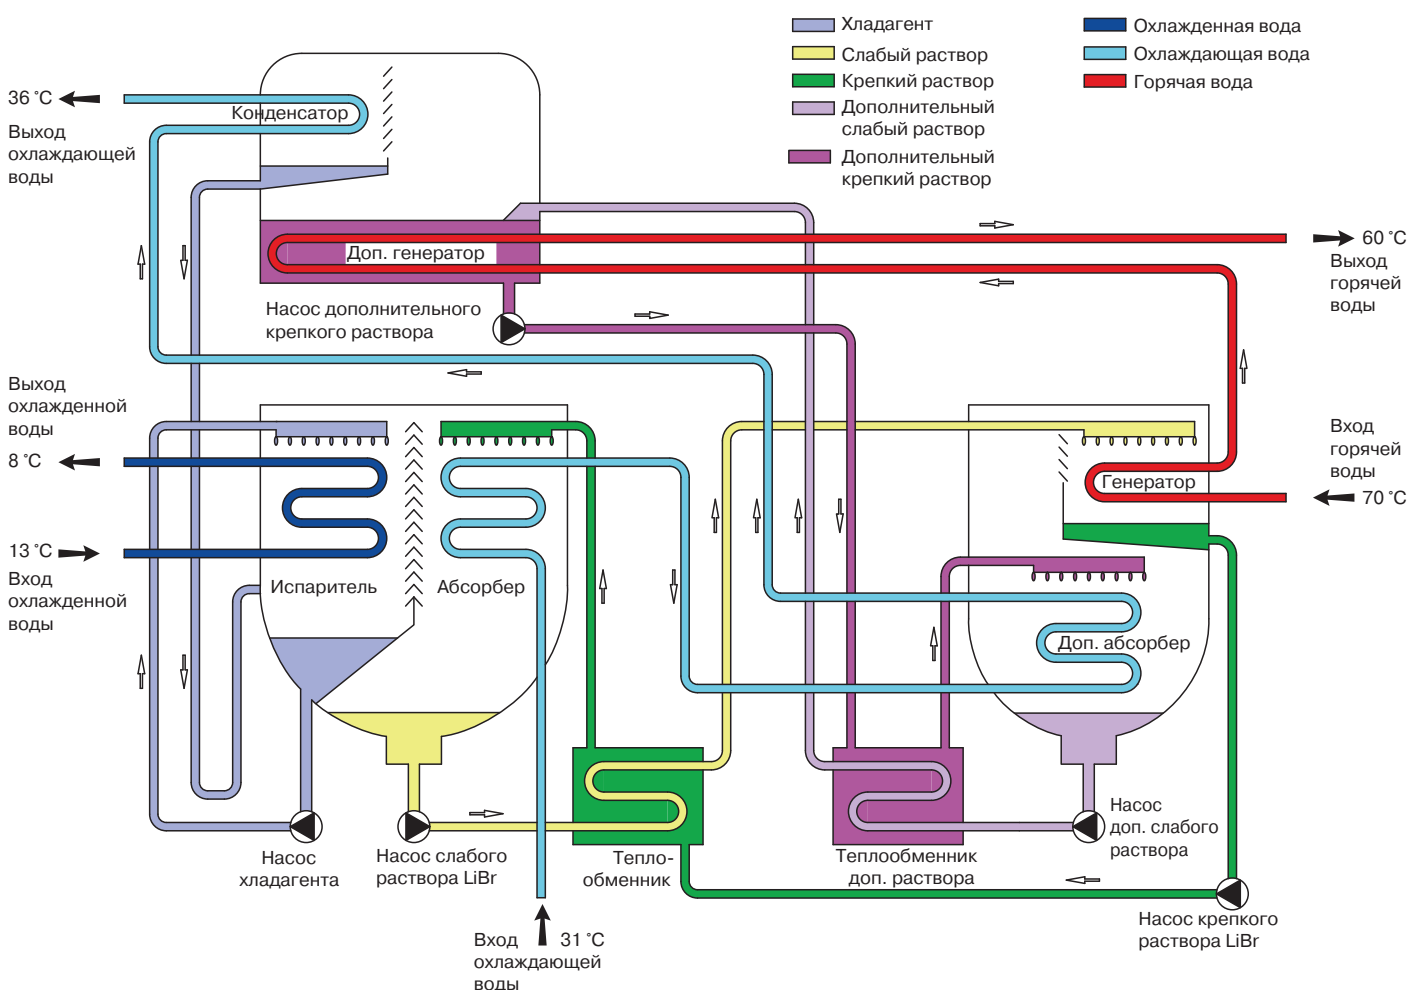 Хладагент
Слабый раствор
Крепкий раствор
Дополнительный
слабый раствор
Дополнительный
крепкий раствор
Охлажденная вода
Охлаждающая вода
Горячая вода
36 °C
Выход
охлаждающей
воды
Конденсатор
Доп. генератор
60 °C
Выход
горячей
воды
Насос дополнительного
крепкого раствора
Выход
охлажденной
воды
8 °C
13 °C
Вход
охлажденной
воды
Испаритель
Абсорбер
Вход
горячей
воды
70 °C
Генератор
Доп. абсорбер
Насос
хладагента
Насос слабого
раствора LiBr
Тепло-
обменник
Теплообменник
доп. раствора
Насос
доп. слабого
раствора
Насос крепкого
раствора LiBr
Вход 31 °C
охлаждающей
воды